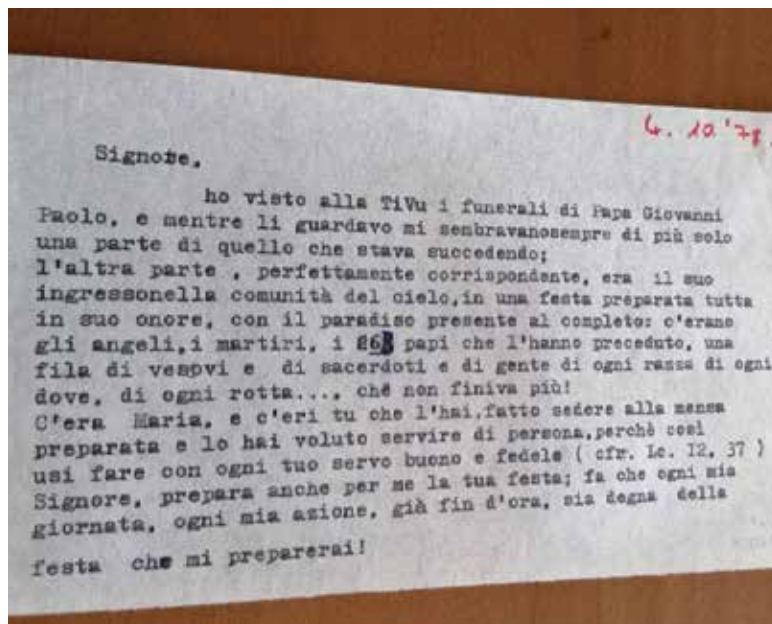 4.10.'78.
Signore,
ho visto alla TiVu i funerali di Papa Giovanni
Paolo, e mentre li guardavo mi sembravanosempre di più solo
una parte di quello che stava succedendo;
l'altra parte , perfettamente corrispondente, era il suo
ingressonella comunità del cielo,in una festa preparata tutta
in suo onore, con il paradiso presente al completo: c'erano
gli angeli,i martiri, i papi che l'hanno preceduto, una
fila di vespvi e di sacerdoti e di gente di ogni rassa di ogni
dove, di ogni rotta..., che non finiva più!
C'era Maria, e c'eri tu che l'hai,fatto sedere alla mensa
preparata e lo hai voluto servire di persona,perchè così
usi fare con ogni tuo servo buono e fedele ( cfr. Lc. I2, 37 )
Signore, prepara anche per me la tua festa; fa che ogni mia
giornata, ogni mia azione, già fin d'ora, sia degna della
festa che mi preparerai!